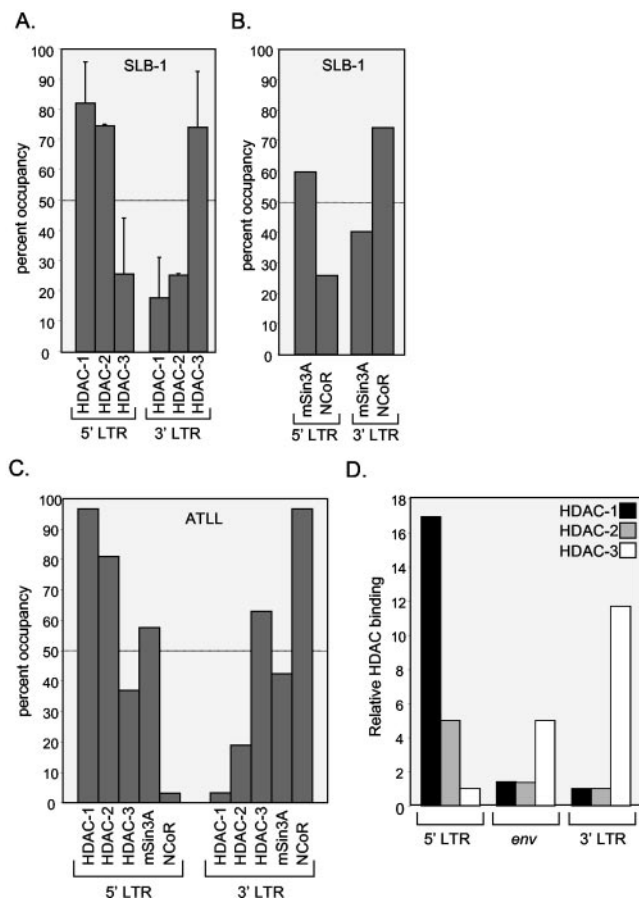 A.
SLB-1
percent occupancy
100
90
80
70
60
50
40
30
20
10
0
HDAC-1
HDAC-2
HDAC-3
HDAC-1
HDAC-2
HDAC-3
5' LTR
3' LTR
B.
SLB-1
percent occupancy
100
90
80
70
60
50
40
30
20
10
0
mSin3A
NCoR
mSin3A
NCoR
5' LTR
3' LTR
C.
ATLL
percent occupancy
100
90
80
70
60
50
40
30
20
10
0
HDAC-1
HDAC-2
HDAC-3
mSin3A
NCoR
HDAC-1
HDAC-2
HDAC-3
mSin3A
NCoR
5' LTR
3' LTR
D.
HDAC-1
HDAC-2
HDAC-3
Relative HDAC binding
18
16
14
12
10
8
6
4
2
0
5' LTR
env
3' LTR